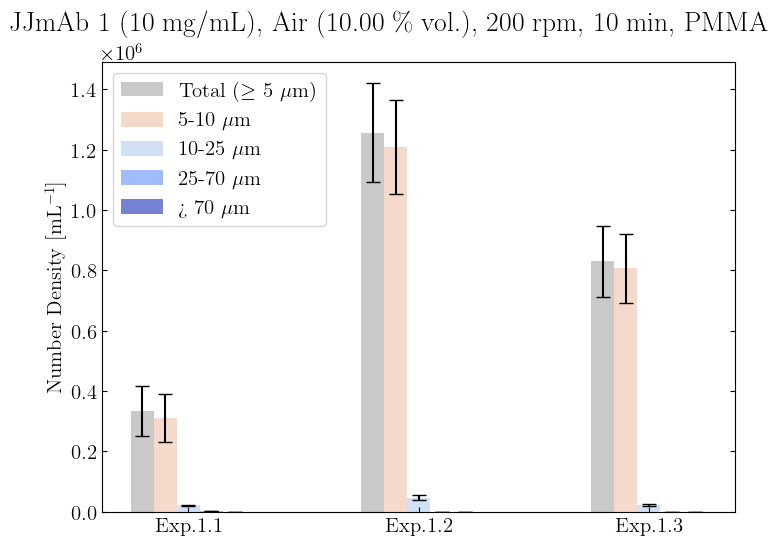 JJmAb 1 (10 mg/mL), Air (10.00 % vol.), 200 rpm, 10 min, PMMA
×10⁶
1.4
1.2
1.0
0.8
0.6
0.4
0.2
0.0
Number Density [mL⁻¹]
Total (≥ 5 μm)
5-10 μm
10-25 μm
25-70 μm
> 70 μm
Exp.1.1
Exp.1.2
Exp.1.3